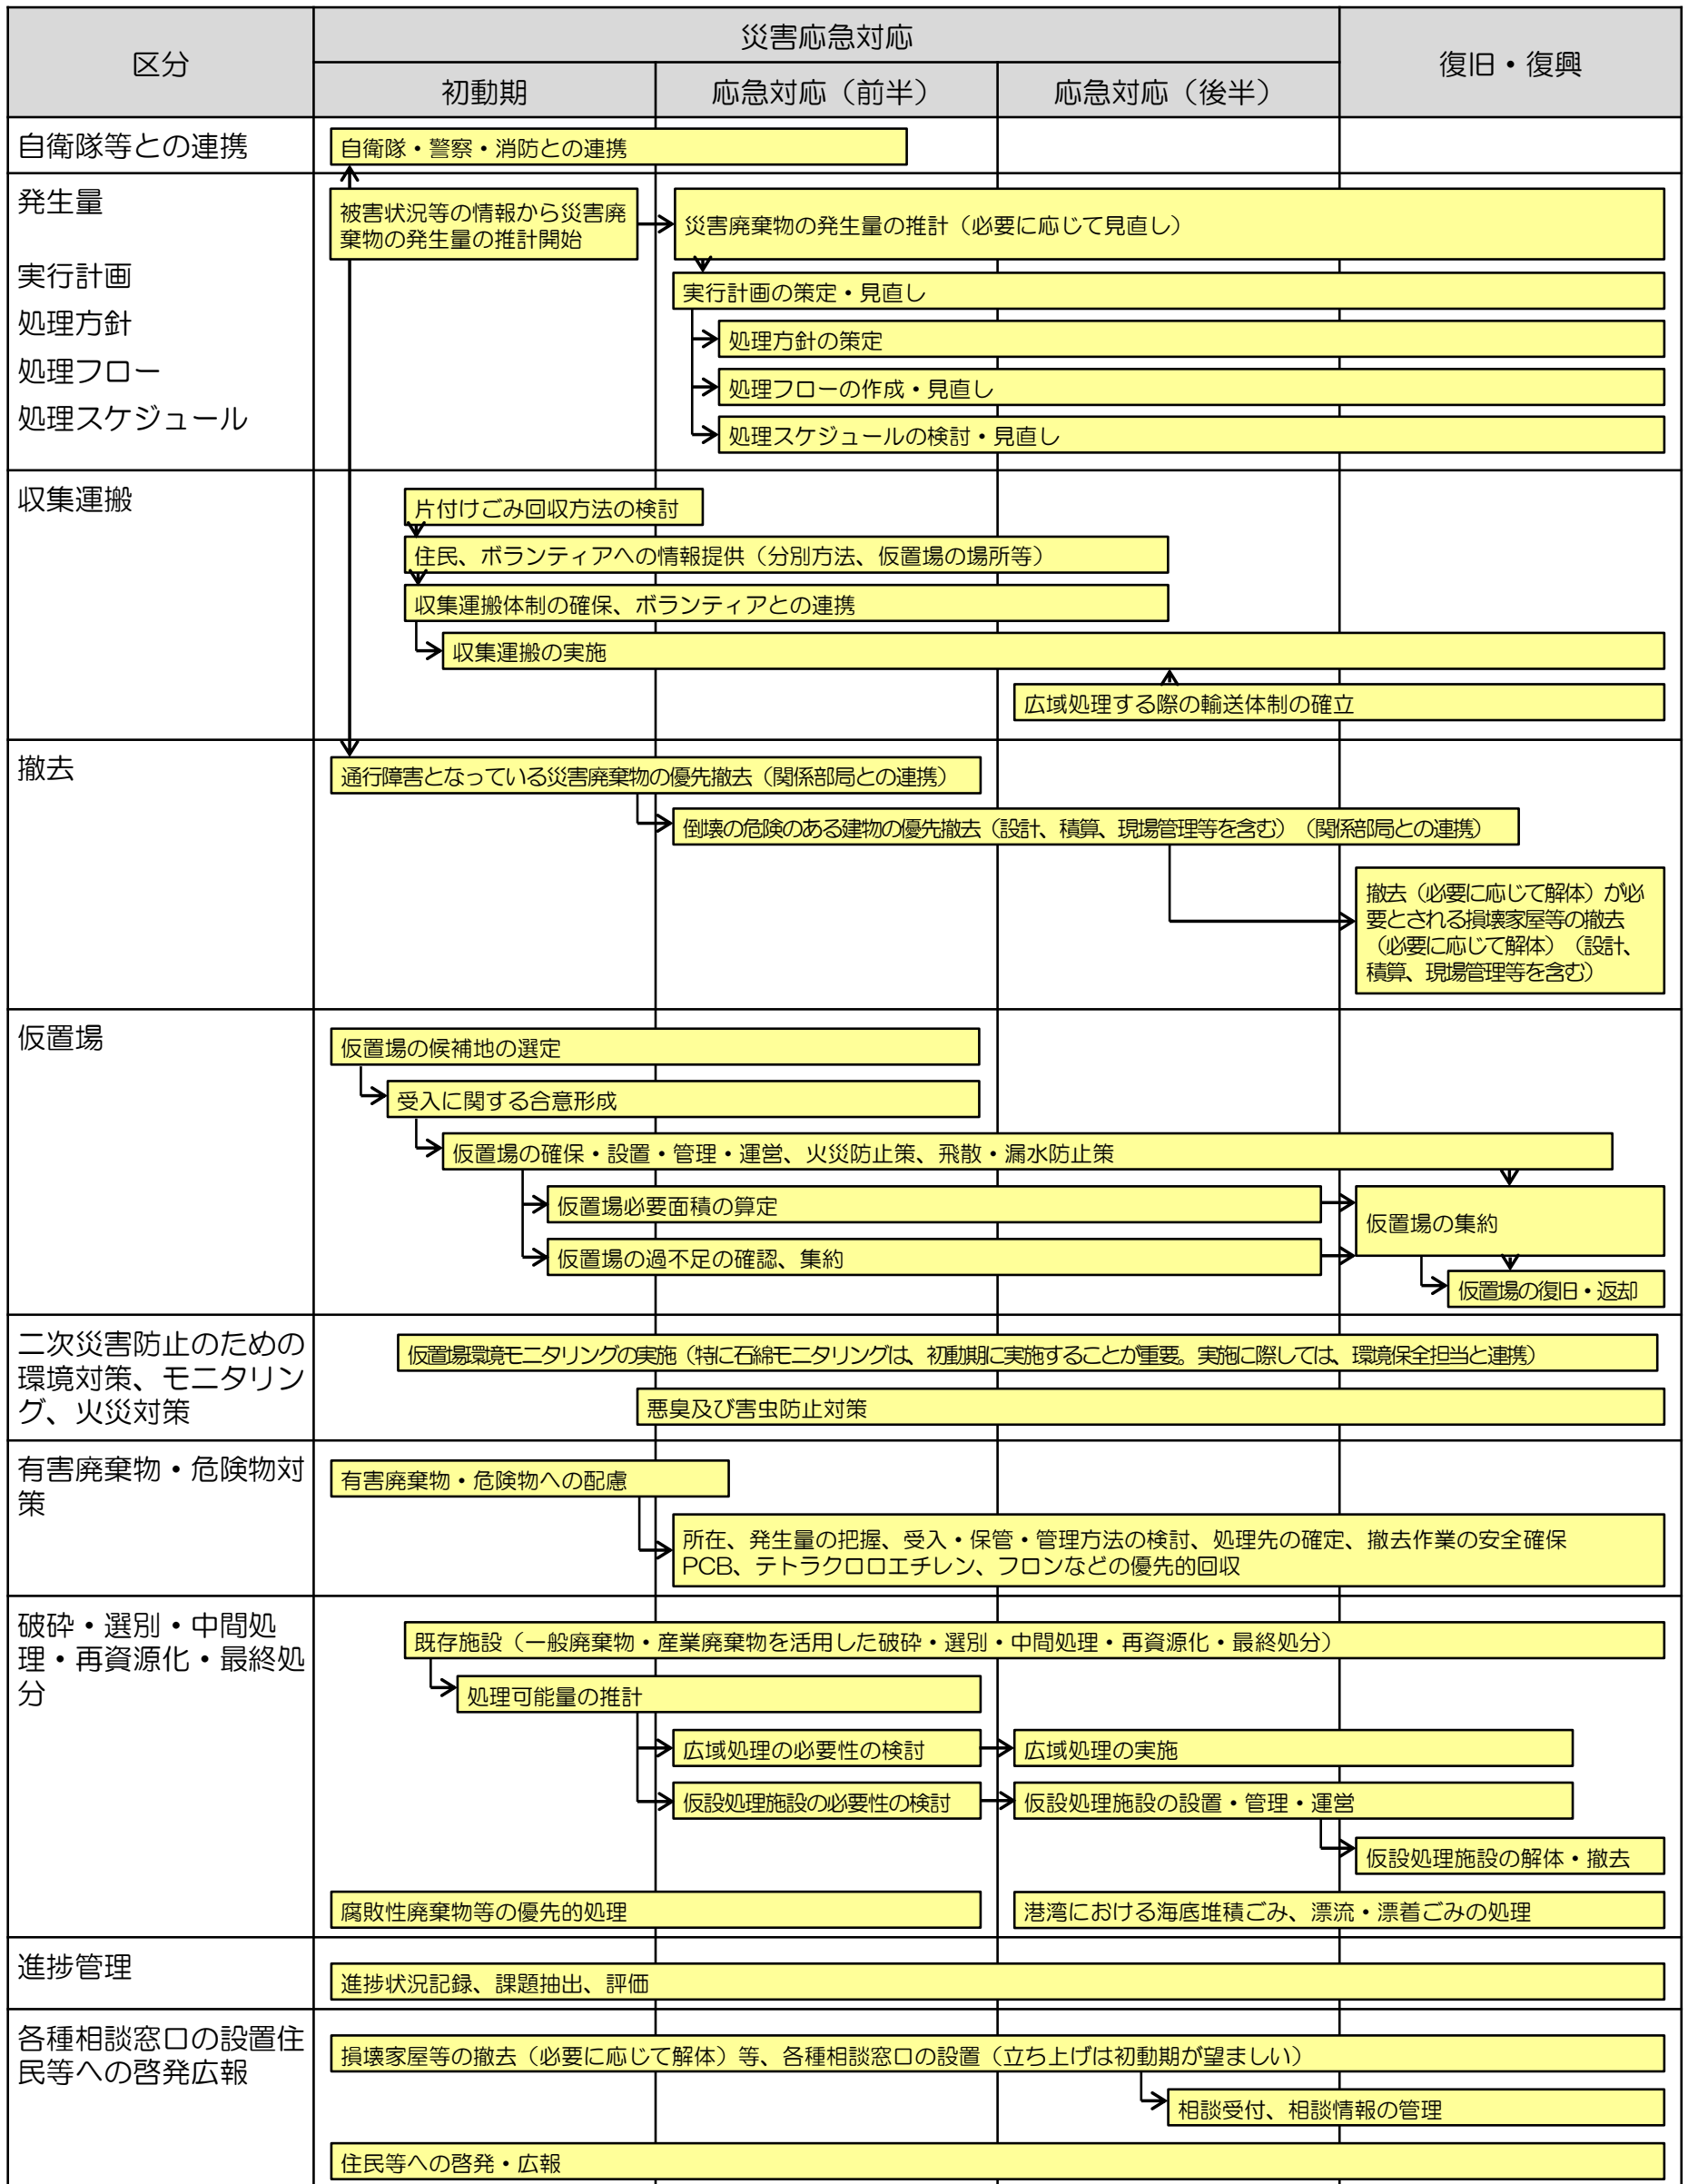 区分
災害応急対応
復旧・復興
初動期
応急対応（前半）
応急対応（後半）
自衛隊等との連携
自衛隊・警察・消防との連携
発生量
被害状況等の情報から災害廃
棄物の発生量の推計開始
災害廃棄物の発生量の推計（必要に応じて見直し）
実行計画
実行計画の策定・見直し
処理方針
処理方針の策定
処理フロー
処理フローの作成・見直し
処理スケジュール
処理スケジュールの検討・見直し
収集運搬
片付けごみ回収方法の検討
住民、ボランティアへの情報提供（分別方法、仮置場の場所等）
収集運搬体制の確保、ボランティアとの連携
収集運搬の実施
広域処理する際の輸送体制の確立
撤去
通行障害となっている災害廃棄物の優先撤去（関係部局との連携）
倒壊の危険のある建物の優先撤去（設計、積算、現場管理等を含む）（関係部局との連携）
撤去（必要に応じて解体）が必
要とされる損壊家屋等の撤去
（必要に応じて解体）（設計、
積算、現場管理等を含む）
仮置場
仮置場の候補地の選定
受入に関する合意形成
仮置場の確保・設置・管理・運営、火災防止策、飛散・漏水防止策
仮置場必要面積の算定
仮置場の集約
仮置場の過不足の確認、集約
仮置場の復旧・返却
二次災害防止のための
環境対策、モニタリン
グ、火災対策
仮置場環境モニタリングの実施（特に石綿モニタリングは、初動期に実施することが重要。実施に際しては、環境保全担当と連携）
悪臭及び害虫防止対策
有害廃棄物・危険物対
策
有害廃棄物・危険物への配慮
所在、発生量の把握、受入・保管・管理方法の検討、処理先の確定、撤去作業の安全確保
PCB、テトラクロロエチレン、フロンなどの優先的回収
破砕・選別・中間処
理・再資源化・最終処
分
既存施設（一般廃棄物・産業廃棄物を活用した破砕・選別・中間処理・再資源化・最終処分）
処理可能量の推計
広域処理の必要性の検討
広域処理の実施
仮設処理施設の必要性の検討
仮設処理施設の設置・管理・運営
仮設処理施設の解体・撤去
腐敗性廃棄物等の優先的処理
港湾における海底堆積ごみ、漂流・漂着ごみの処理
進捗管理
進捗状況記録、課題抽出、評価
各種相談窓口の設置住
民等への啓発広報
損壊家屋等の撤去（必要に応じて解体）等、各種相談窓口の設置（立ち上げは初動期が望ましい）
相談受付、相談情報の管理
住民等への啓発・広報